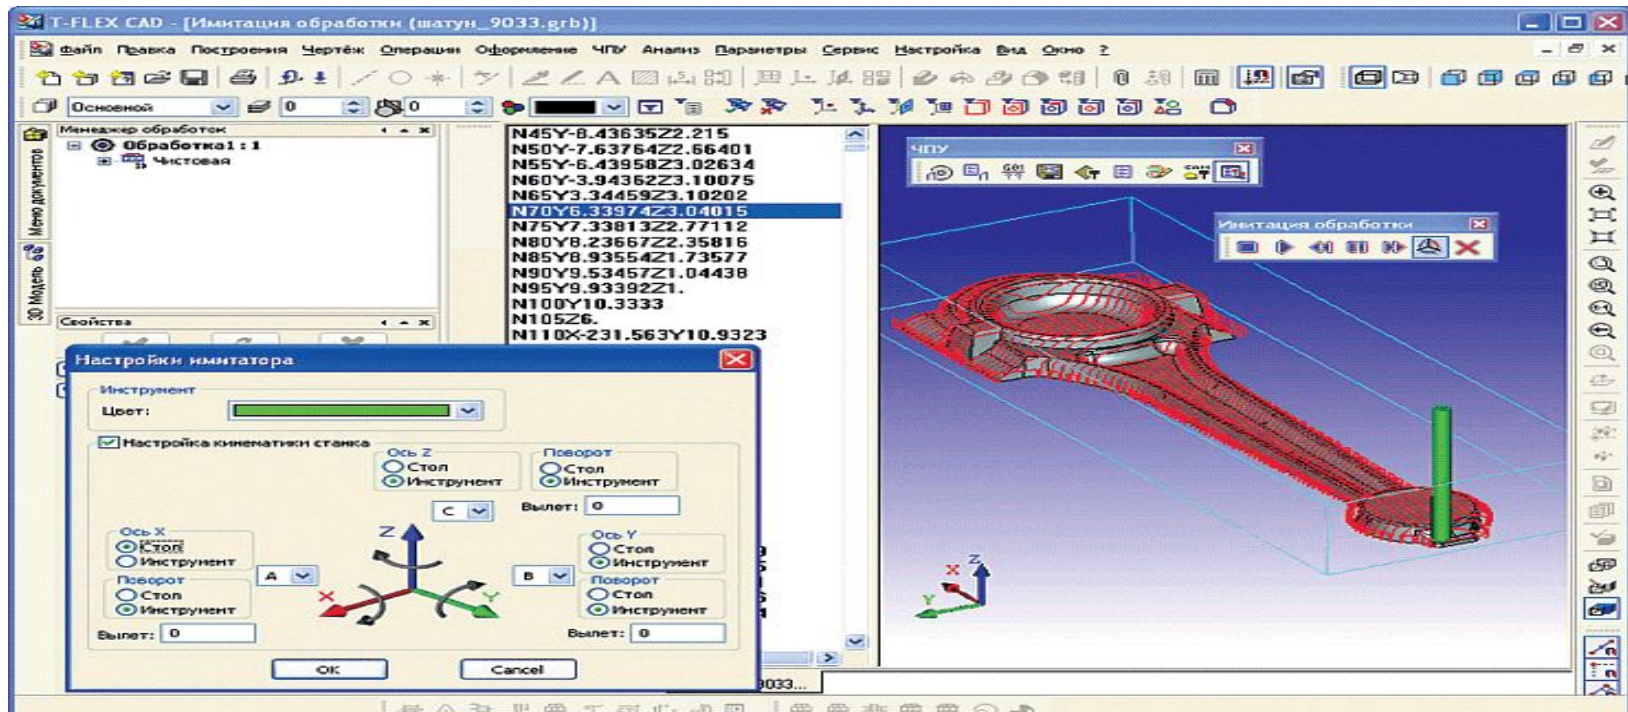 T-FLEX CAD - [Имитация обработки (шатун_9033.grb)]
Файл Правка Построения Чертёж Операции Оформление ЧПУ Анализ Параметры Сервис Настройка Вид Окно ?
Основной 0 0
Менеджер обработок
Обработка1 : 1
Чистовая
Меню документов
3D Модель
Свойства
N45Y-8.43635Z2.215
N50Y-7.63764Z2.66401
N55Y-6.43958Z3.02634
N60Y-3.94362Z3.10075
N65Y3.34459Z3.10202
N70Y6.33974Z3.04015
N75Y7.33813Z2.77112
N80Y8.23667Z2.35816
N85Y8.93554Z1.73577
N90Y9.53457Z1.04438
N95Y9.93392Z1.
N100Y10.3333
N105Z6.
N110X-231.563Y10.9323
ЧПУ
Имитация обработки
Настройки имитатора
Инструмент
Цвет:
Настройка кинематики станка
Ось Z
Стол
Инструмент
Поворот
Стол
Инструмент
C
Вылет: 0
Ось X
Стол
Инструмент
Поворот
Стол
Инструмент
A
Вылет: 0
Z
X
Y
Ось Y
Стол
Инструмент
B
Поворот
Стол
Инструмент
Вылет: 0
OK
Cancel
X
Y
Z
9033...